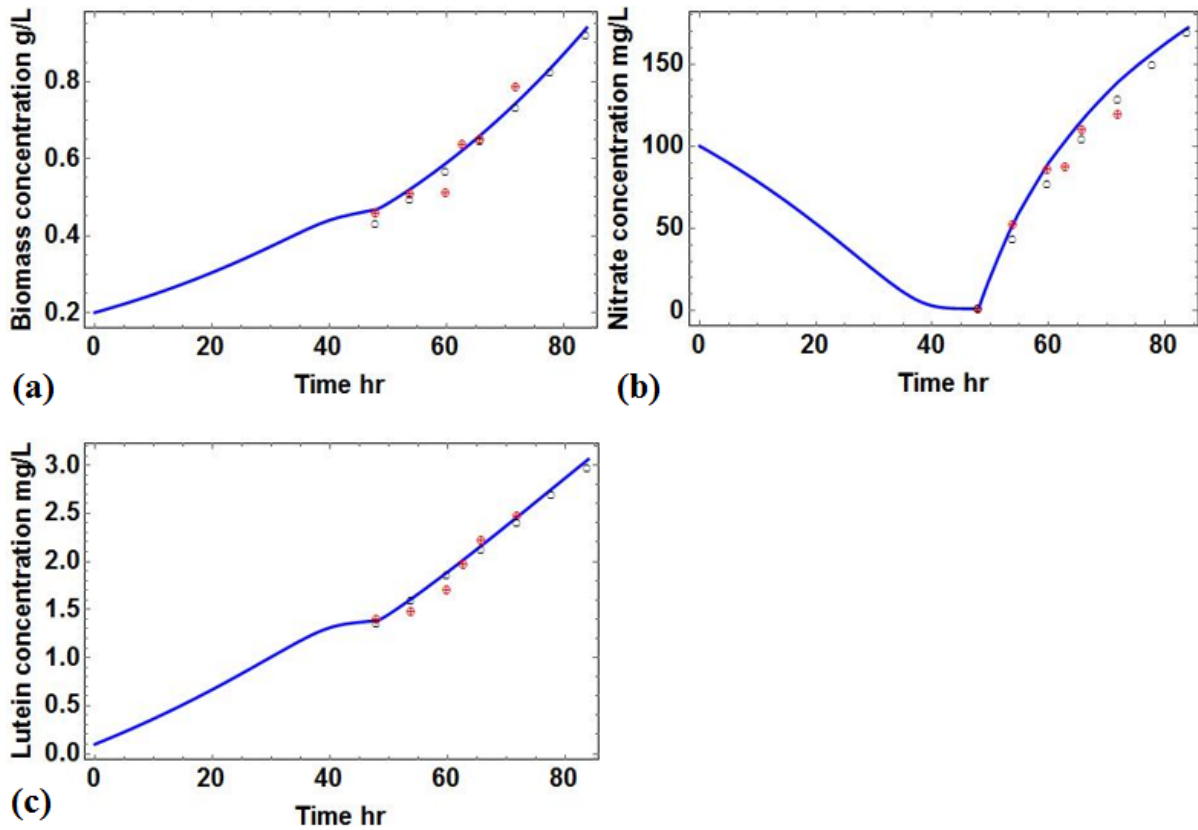 Biomass concentration g/L
0.8
0.6
0.4
0.2
0 20 40 60 80
Time hr
(a)
Nitrate concentration mg/L
150
100
50
0
0 20 40 60 80
Time hr
(b)
Lutein concentration mg/L
3.0
2.5
2.0
1.5
1.0
0.5
0.0
0 20 40 60 80
Time hr
(c)